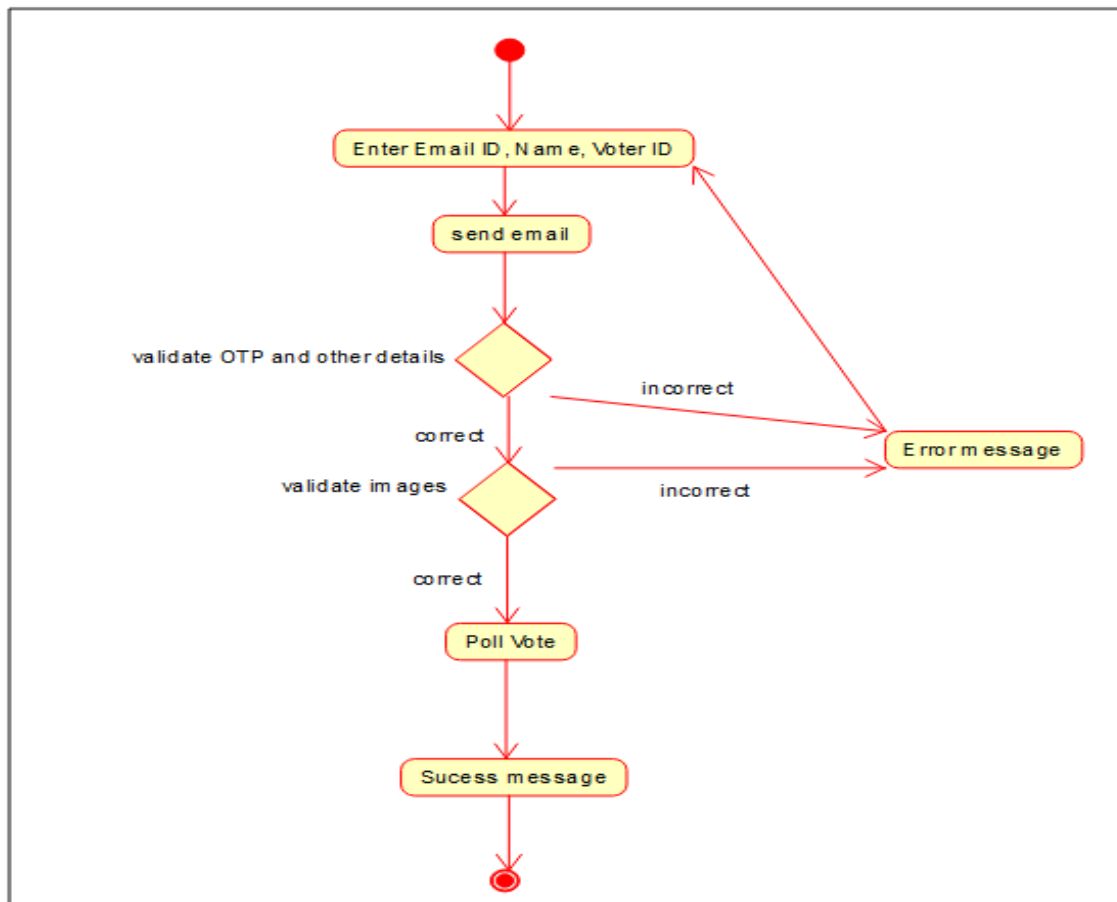 Enter Email ID, Name, Voter ID
send email
validate OTP and other details
incorrect
correct
Error message
validate images
incorrect
correct
Poll Vote
Sucess message